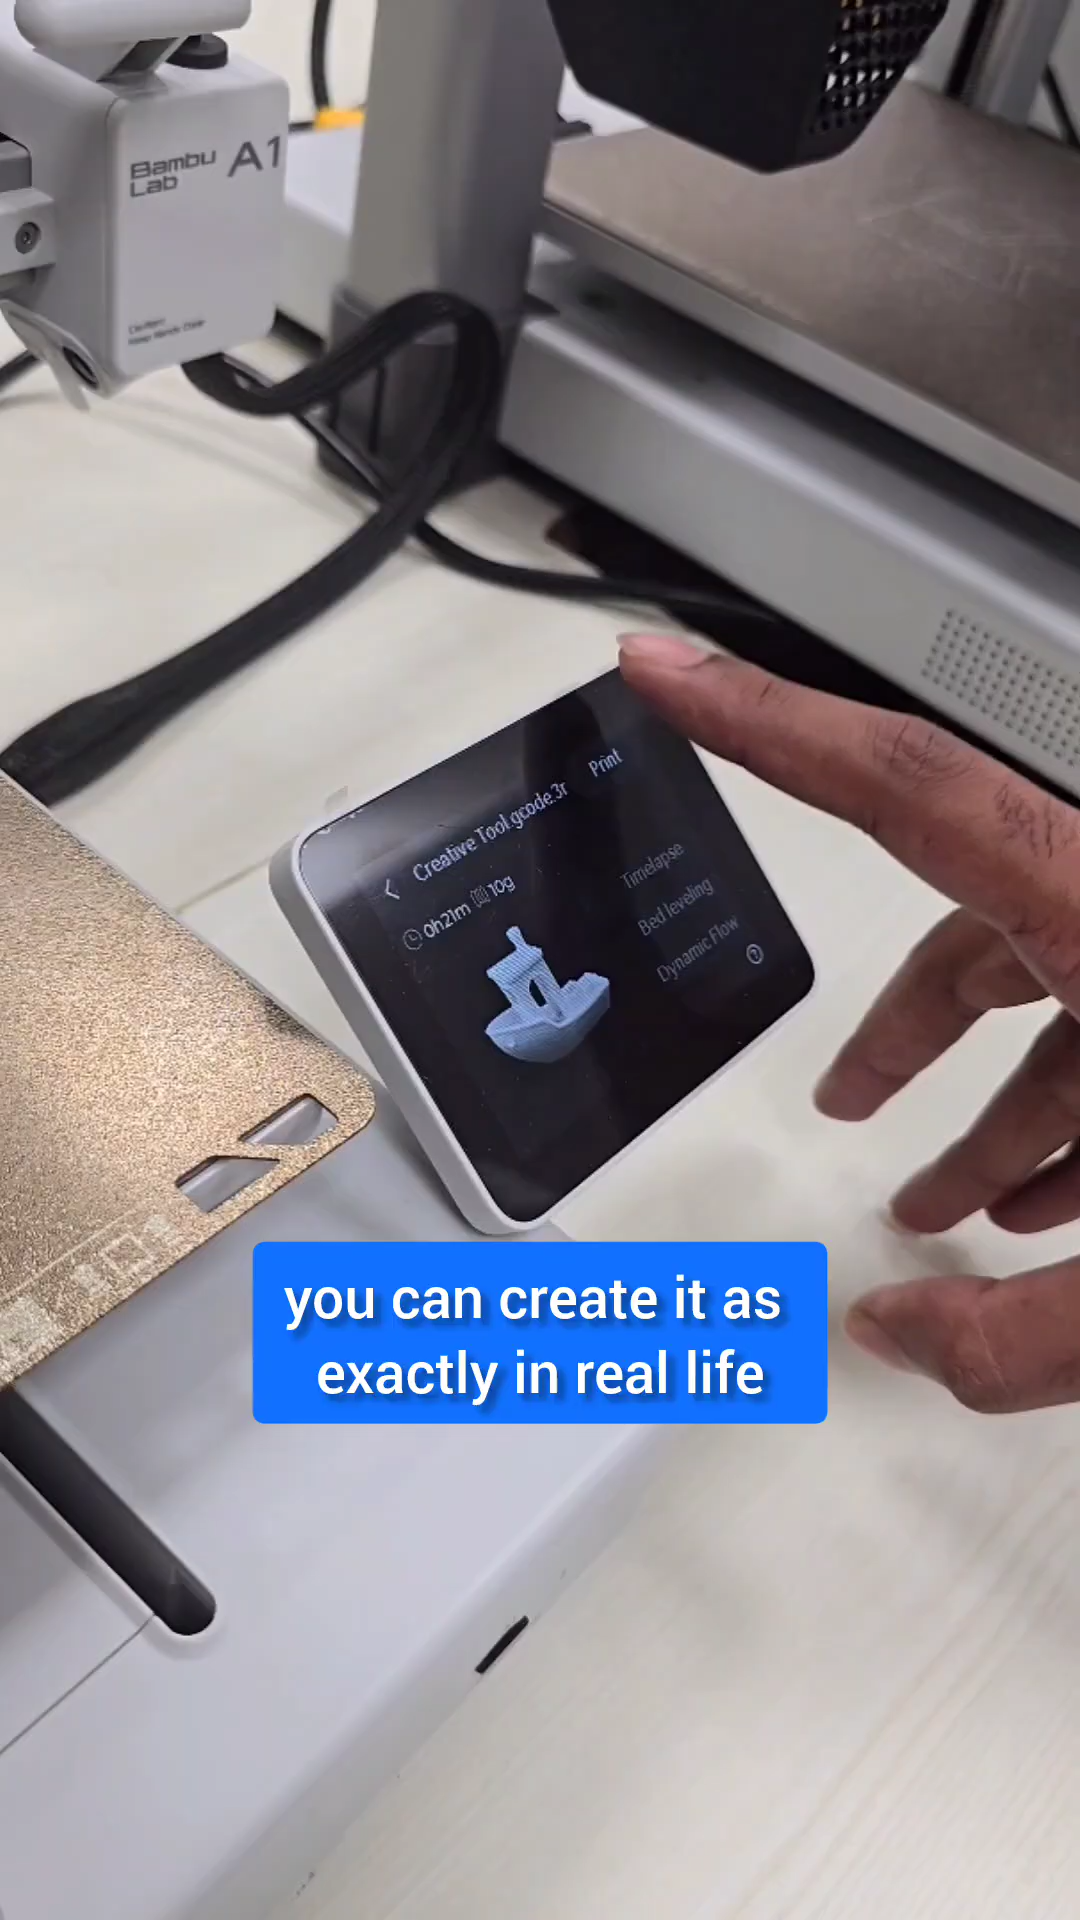 Bambu
Lab
A1
Creative Tool.gcode.3r
Print
0h21m 10g
Timelapse
Bed leveling
Dynamic Flow
?
you can create it as
exactly in real life